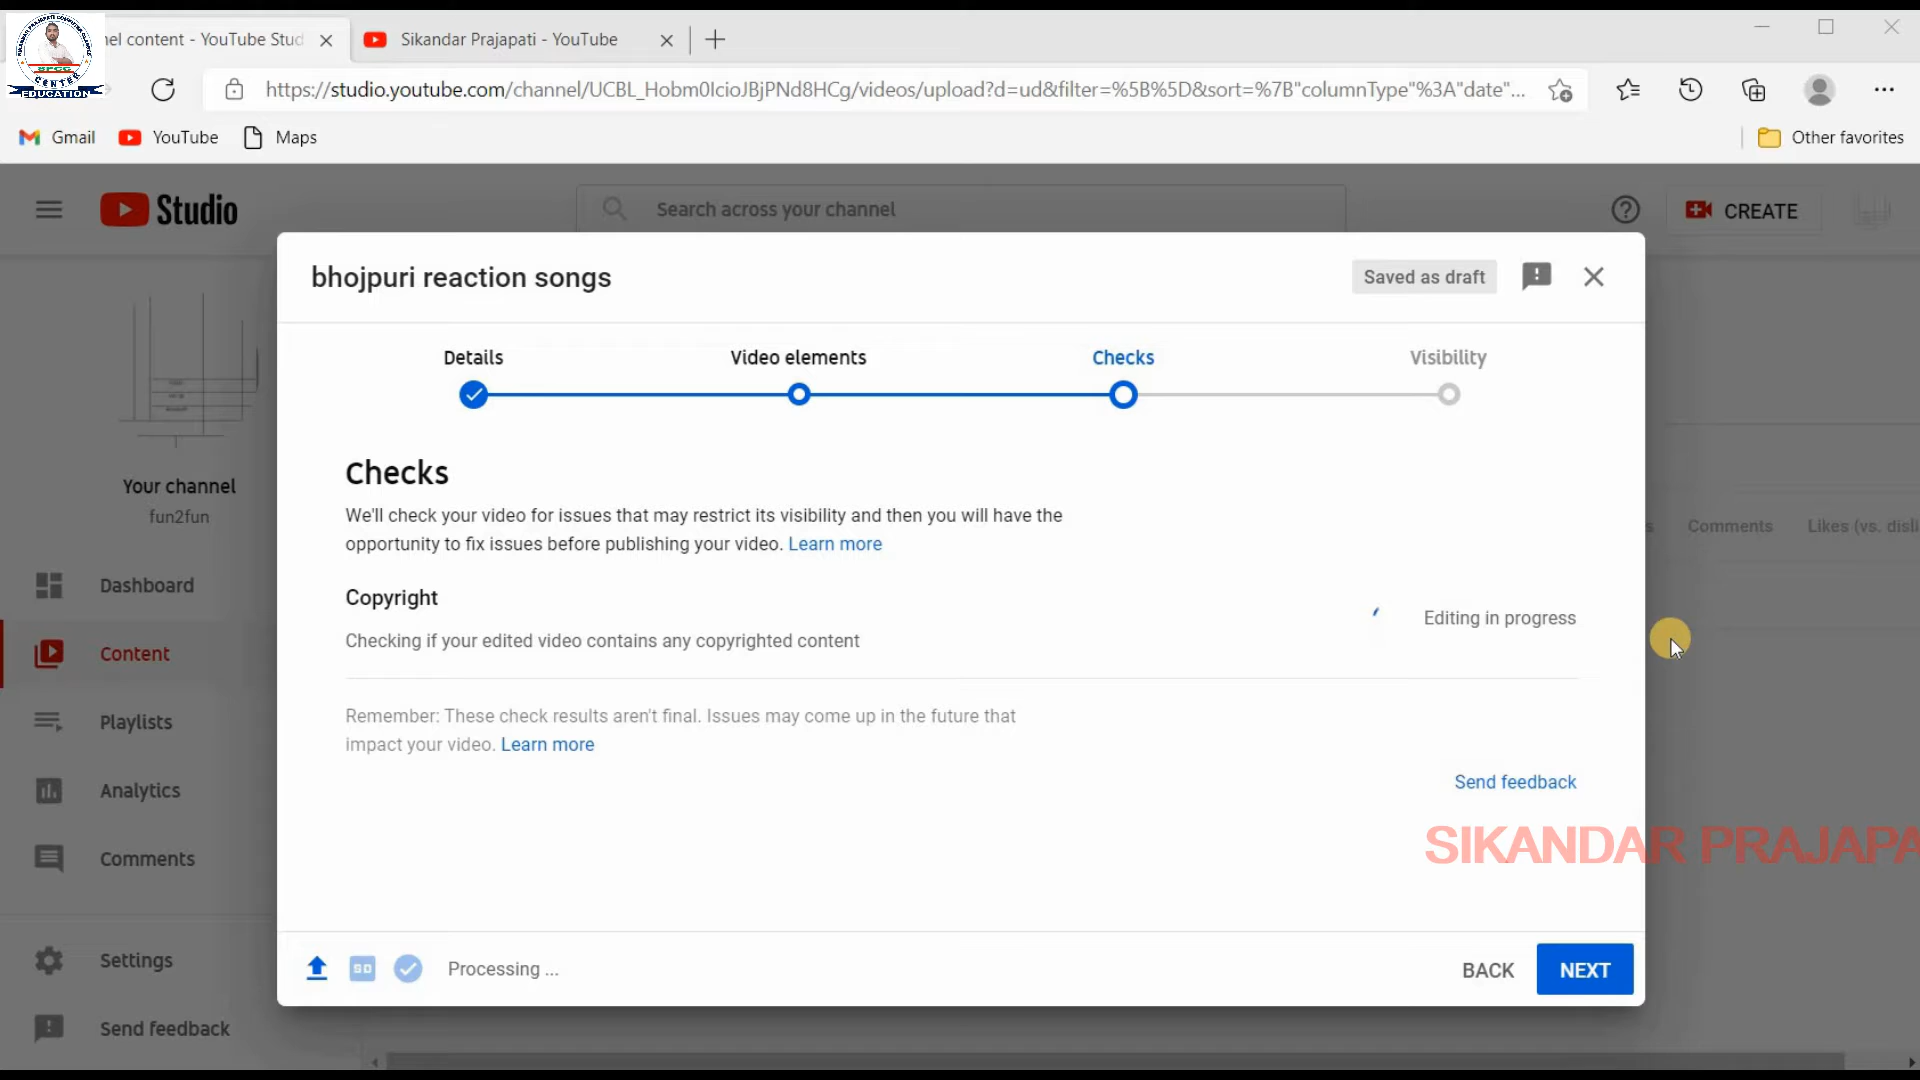 nel content - YouTube Stud
Sikandar Prajapati - YouTube
https://studio.youtube.com/channel/UCBL_Hobm0IcioJBjPNd8HCg/videos/upload?d=ud&filter=%5B%5D&sort=%7B"columnType"%3A"date"...
Gmail
YouTube
Maps
Other favorites
CENTER
EDUCATION
Studio
Search across your channel
CREATE
bhojpuri reaction songs
Saved as draft
Details
Video elements
Checks
Visibility
Checks
We'll check your video for issues that may restrict its visibility and then you will have the
opportunity to fix issues before publishing your video. Learn more
Copyright
Checking if your edited video contains any copyrighted content
Editing in progress
Remember: These check results aren't final. Issues may come up in the future that
impact your video. Learn more
Send feedback
SIKANDAR PRAJAPA
Processing ...
BACK
NEXT
Your channel
fun2fun
Dashboard
Content
Playlists
Analytics
Comments
Settings
Send feedback
s
Comments
Likes (vs. disli
SD